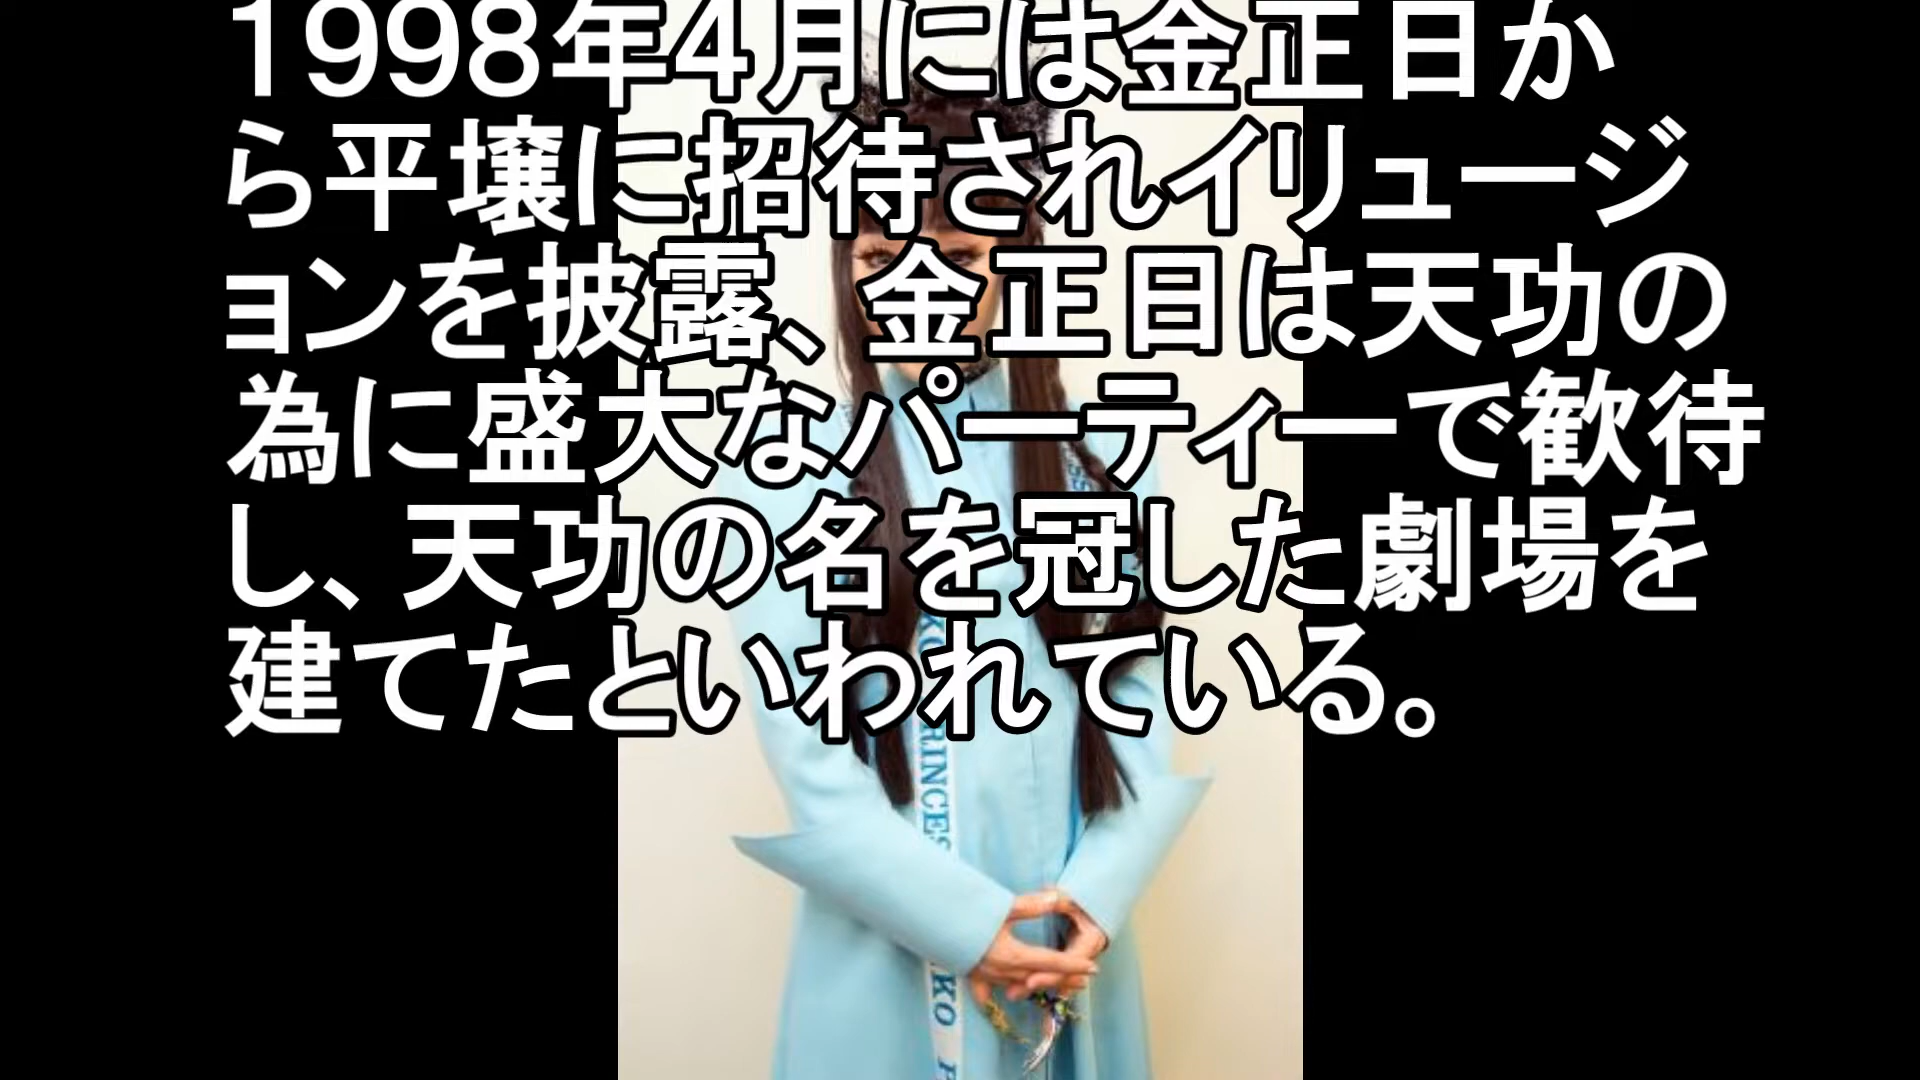 1998年4月には金正日か
ら平壌に招待されイリュージ
ョンを披露、金正日は天功の
為に盛大なパーティーで歓待
し、天功の名を冠した劇場を
建てたといわれている。
RINCES
KO